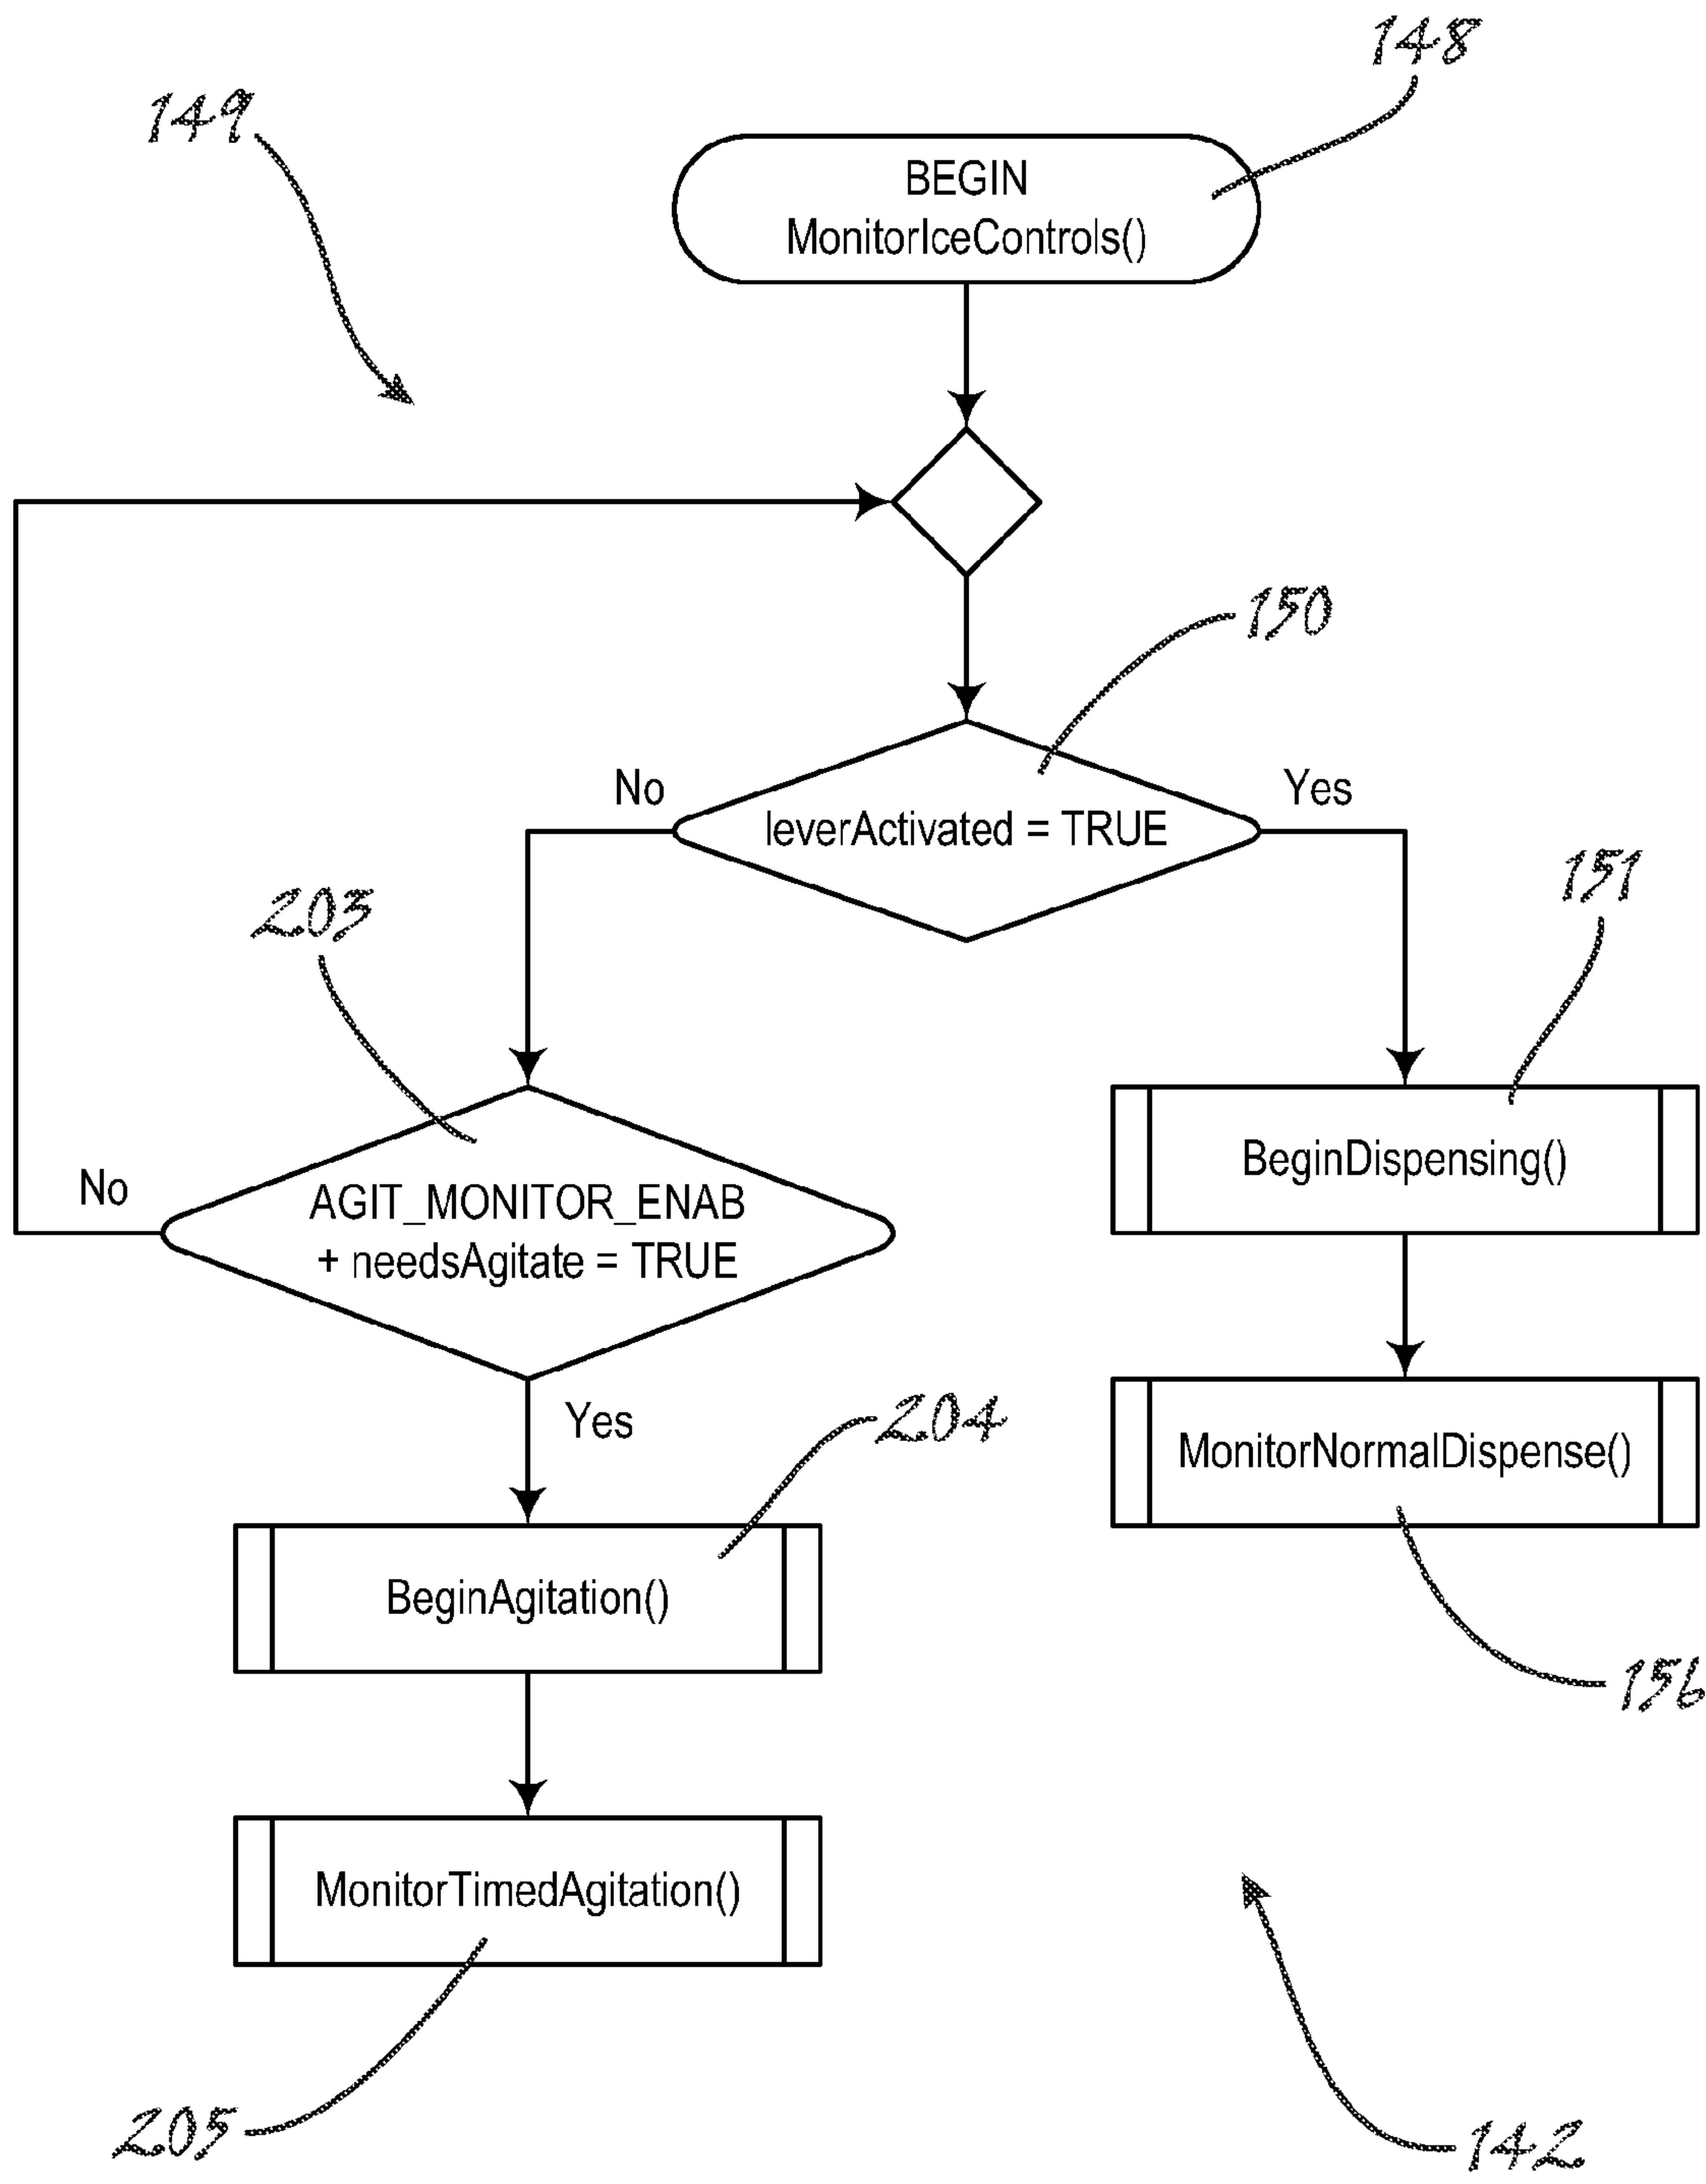 148
149
BEGIN
MonitorIceControls()
150
No
leverActivated = TRUE
Yes
151
203
No
AGIT_MONITOR_ENAB
+ needsAgitate = TRUE
BeginDispensing()
Yes
204
MonitorNormalDispense()
BeginAgitation()
156
MonitorTimedAgitation()
205
142